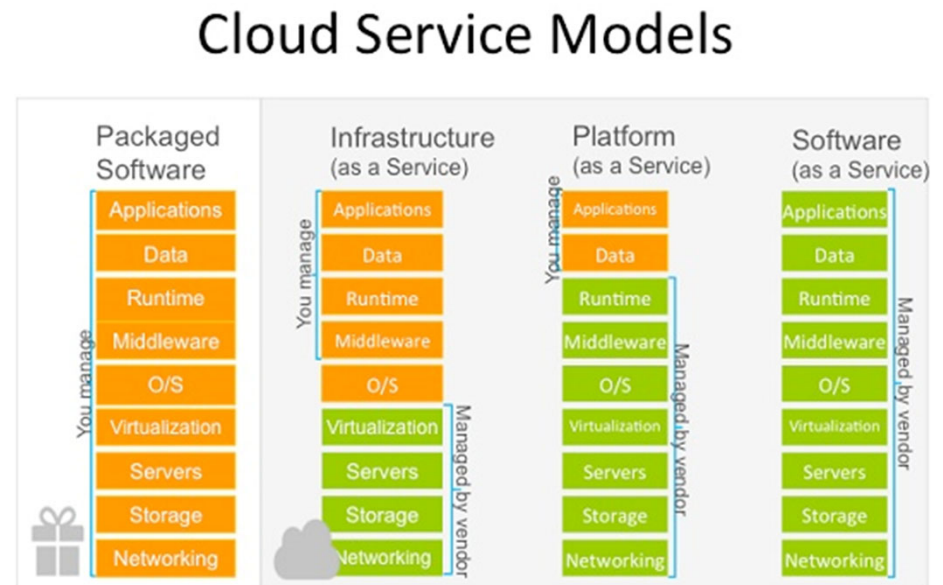 Cloud Service Models
Packaged
Software
Applications
Data
Runtime
Middleware
O/S
Virtualization
Servers
Storage
Networking
You manage
Infrastructure
(as a Service)
Applications
Data
Runtime
Middleware
O/S
Virtualization
Servers
Storage
Networking
You manage
Managed by vendor
Platform
(as a Service)
Applications
Data
Runtime
Middleware
O/S
Virtualization
Servers
Storage
Networking
You manage
Managed by vendor
Software
(as a Service)
Applications
Data
Runtime
Middleware
O/S
Virtualization
Servers
Storage
Networking
Managed by vendor